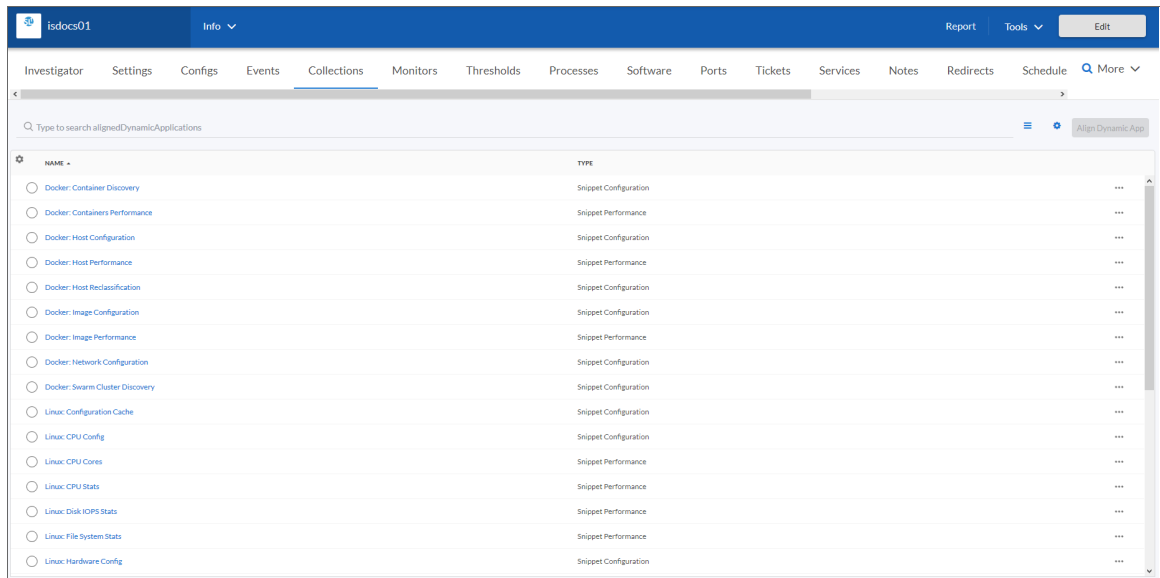 isdocs01 Info Report Tools Edit
Investigator Settings Configs Events Collections Monitors Thresholds Processes Software Ports Tickets Services Notes Redirects Schedule More
Type to search alignedDynamicApplications Align Dynamic App
NAME TYPE
Docker: Container Discovery Snippet Configuration
Docker: Containers Performance Snippet Performance
Docker: Host Configuration Snippet Configuration
Docker: Host Performance Snippet Performance
Docker: Host Reclassification Snippet Configuration
Docker: Image Configuration Snippet Configuration
Docker: Image Performance Snippet Performance
Docker: Network Configuration Snippet Configuration
Docker: Swarm Cluster Discovery Snippet Configuration
Linux: Configuration Cache Snippet Configuration
Linux: CPU Config Snippet Configuration
Linux: CPU Cores Snippet Performance
Linux: CPU Stats Snippet Performance
Linux: Disk IOPS Stats Snippet Performance
Linux: File System Stats Snippet Performance
Linux: Hardware Config Snippet Configuration